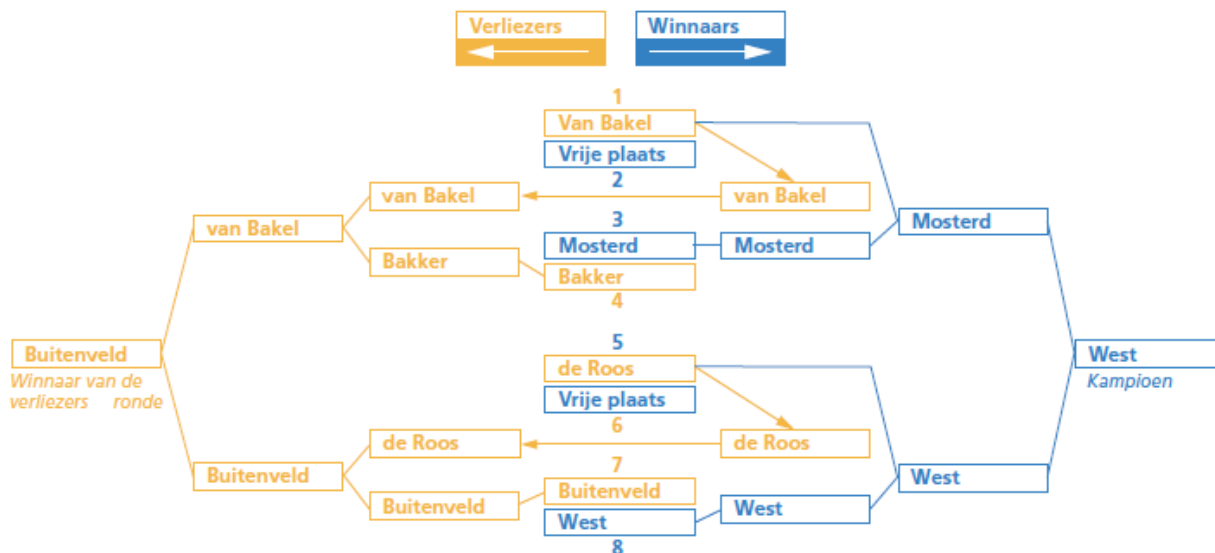 Verliezers
Winnaars
1
Van Bakel
Vrije plaats
2
van Bakel
van Bakel
van Bakel
3
Mosterd
Mosterd
Mosterd
Bakker
Bakker
4
Buitenveld
Winnaar van de
verliezers ronde
5
de Roos
Vrije plaats
West
Kampioen
6
de Roos
de Roos
7
Buitenveld
Buitenveld
Buitenveld
West
West
West
8